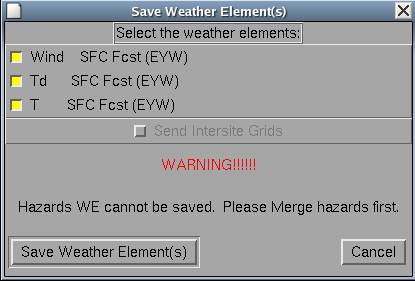 Save Weather Element(s)
Select the weather elements:
Wind SFC Fcst (EYW)
Td SFC Fcst (EYW)
T SFC Fcst (EYW)
Send Intersite Grids
WARNING!!!!!!
Hazards WE cannot be saved. Please Merge hazards first.
Save Weather Element(s)
Cancel